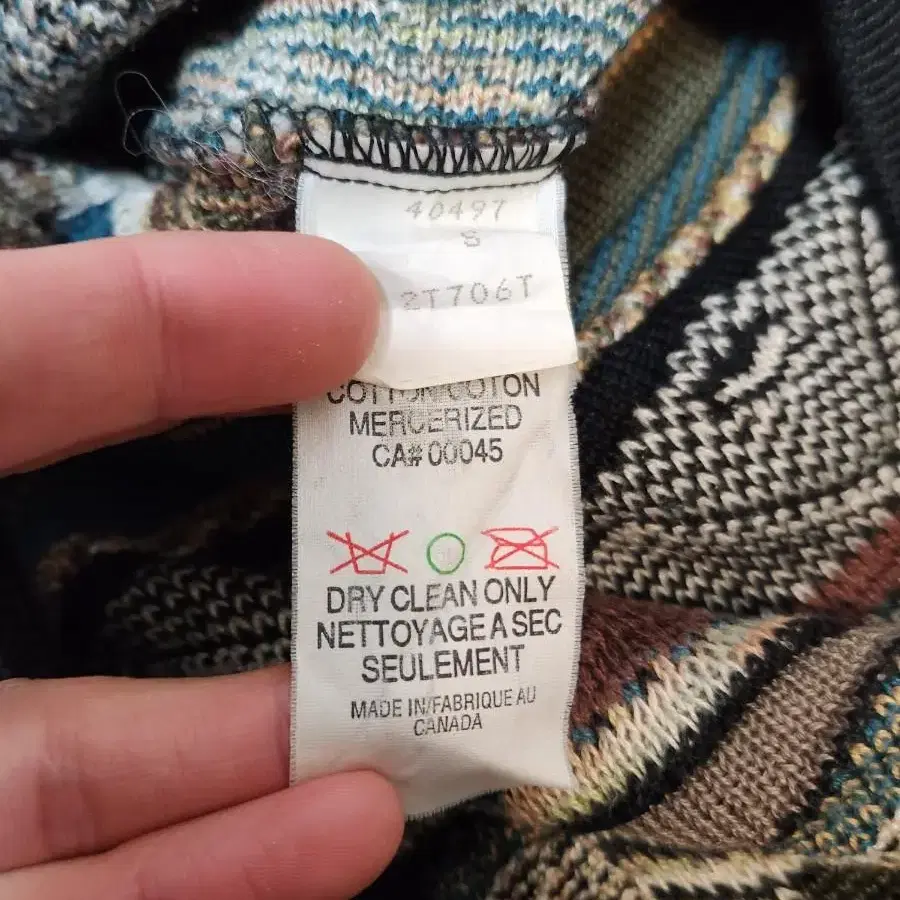 40497
S
2T706T
COTTON COTON
MERCERIZED
CA# 00045
DRY CLEAN ONLY
NETTOYAGE A SEC
SEULEMENT
MADE IN/FABRIQUE AU
CANADA